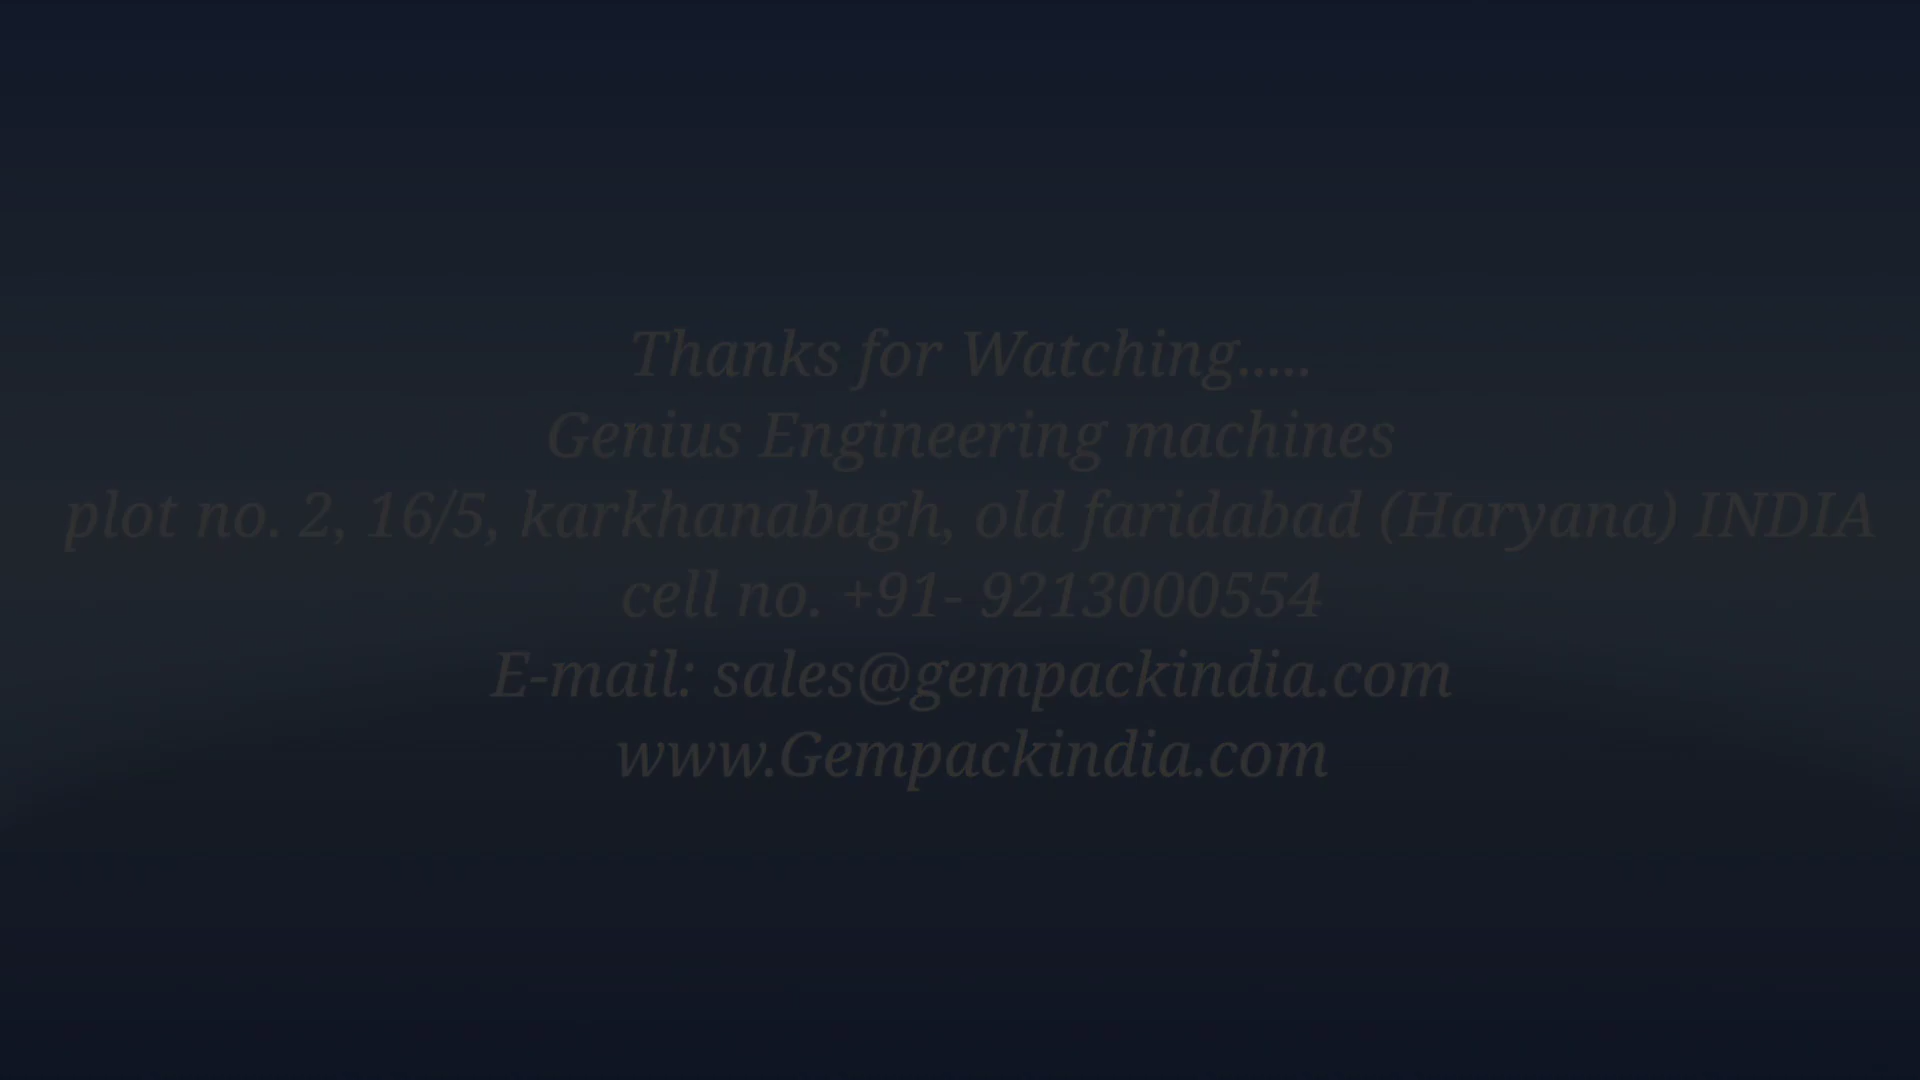 Thanks for Watching.....
Genius Engineering machines
plot no. 2, 16/5, karkhanabagh, old faridabad (Haryana) INDIA
cell no. +91- 9213000554
E-mail: sales@gempackindia.com
www.Gempackindia.com